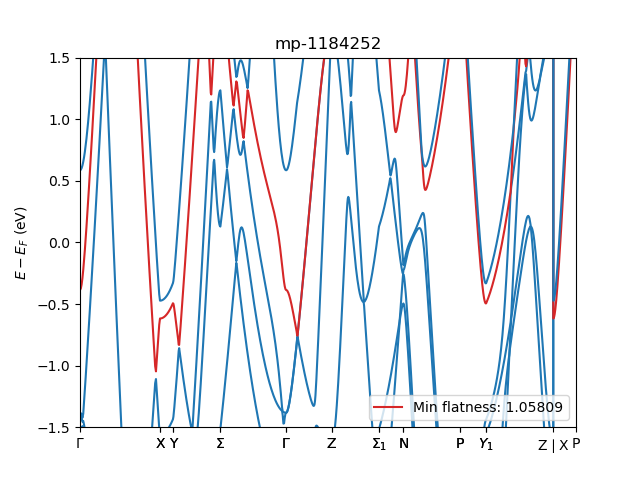 mp-1184252
E − E_F (eV)
1.5
1.0
0.5
0.0
−0.5
−1.0
−1.5
Min flatness: 1.05809
Γ X Y Σ Γ Z Σ₁ N P Y₁ Z | X P